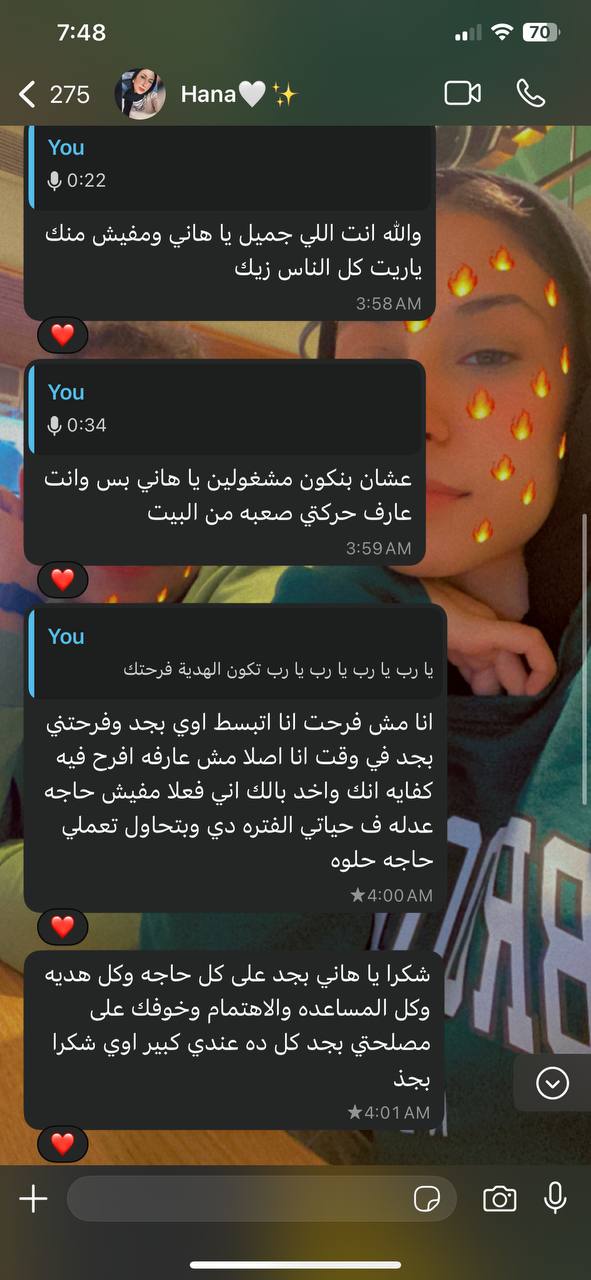 7:48
70
275
Hana🤍✨
You
0:22
والله انت اللي جميل يا هاني ومفيش منك
ياريت كل الناس زيك
3:58 AM
❤️
You
0:34
عشان بنكون مشغولين يا هاني بس وانت
عارف حركتي صعبه من البيت
3:59 AM
❤️
You
يا رب يا رب يا رب يا رب تكون الهدية فرحتك
انا مش فرحت انا اتبسط اوي بجد وفرحتني
بجد في وقت انا اصلا مش عارفه افرح فيه
كفايه انك واخد بالك اني فعلا مفيش حاجه
عدله ف حياتي الفتره دي وبتحاول تعملي
حاجه حلوه
★4:00 AM
❤️
شكرا يا هاني بجد على كل حاجه وكل هديه
وكل المساعده والاهتمام وخوفك على
مصلحتي بجد كل ده عندي كبير اوي شكرا
بجذ
★4:01 AM
❤️